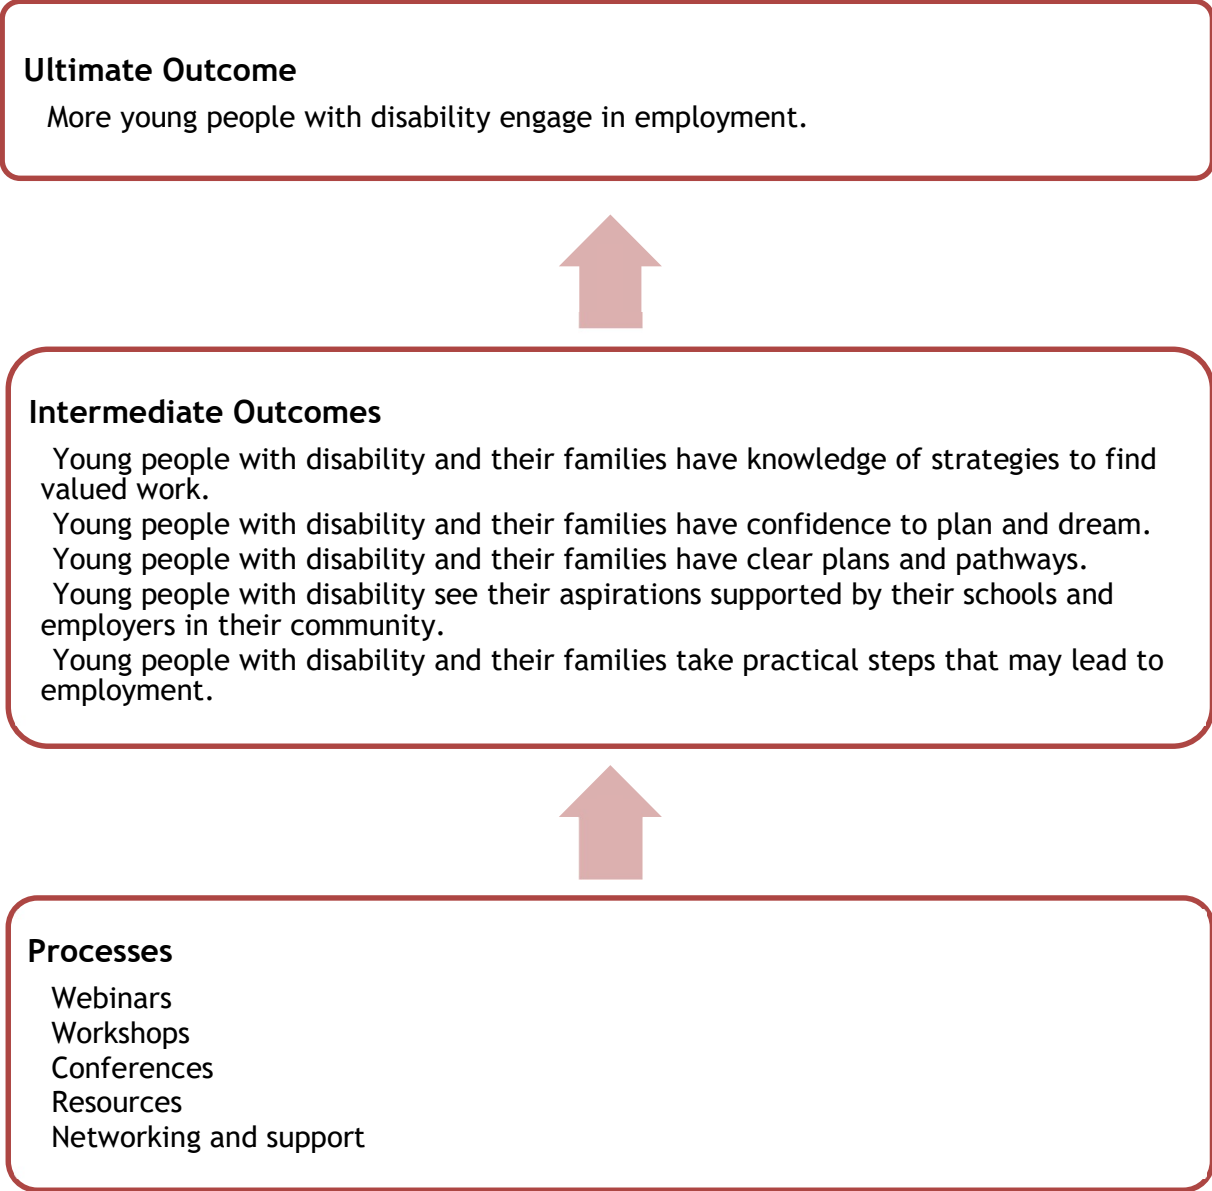 Ultimate Outcome
More young people with disability engage in employment.
Intermediate Outcomes
Young people with disability and their families have knowledge of strategies to find
valued work.
Young people with disability and their families have confidence to plan and dream.
Young people with disability and their families have clear plans and pathways.
Young people with disability see their aspirations supported by their schools and
employers in their community.
Young people with disability and their families take practical steps that may lead to
employment.
Processes
Webinars
Workshops
Conferences
Resources
Networking and support